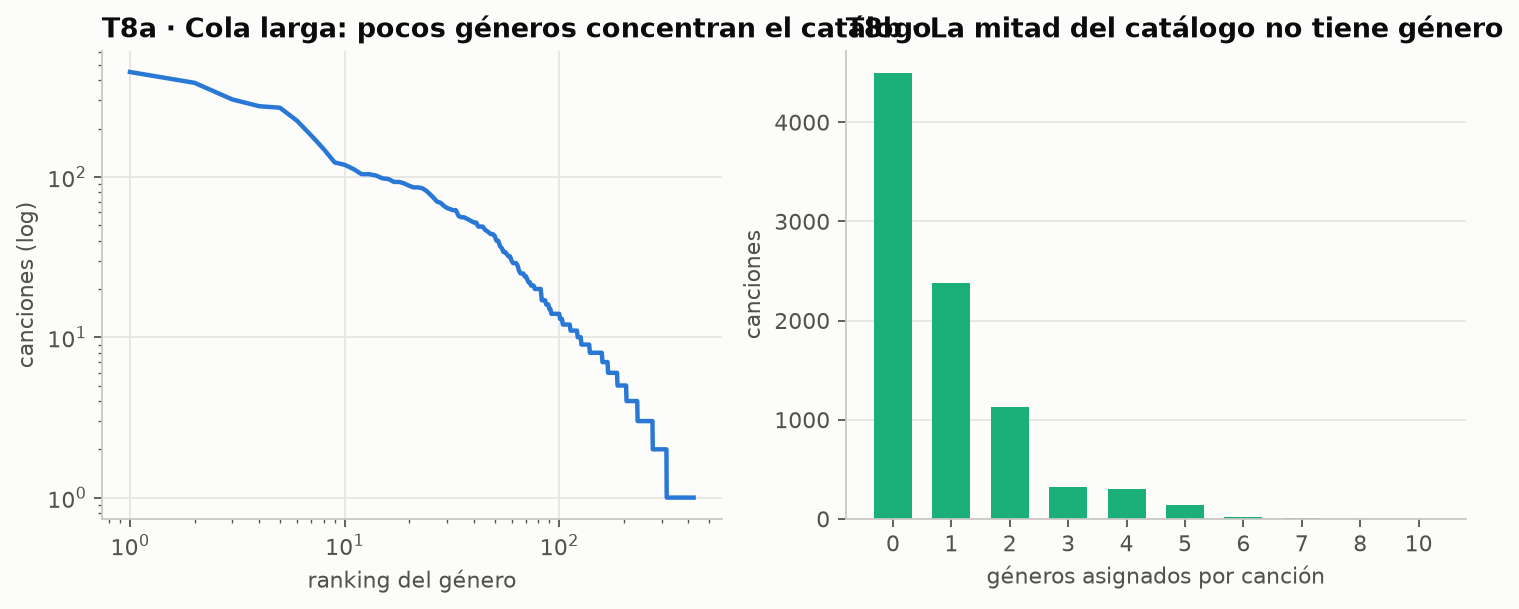 T8a · Cola larga: pocos géneros concentran el catálogo
T8b · La mitad del catálogo no tiene género
canciones (log)
10²
10¹
10⁰
10⁰ 10¹ 10²
ranking del género
canciones
4000
3000
2000
1000
0
0 1 2 3 4 5 6 7 8 10
géneros asignados por canción